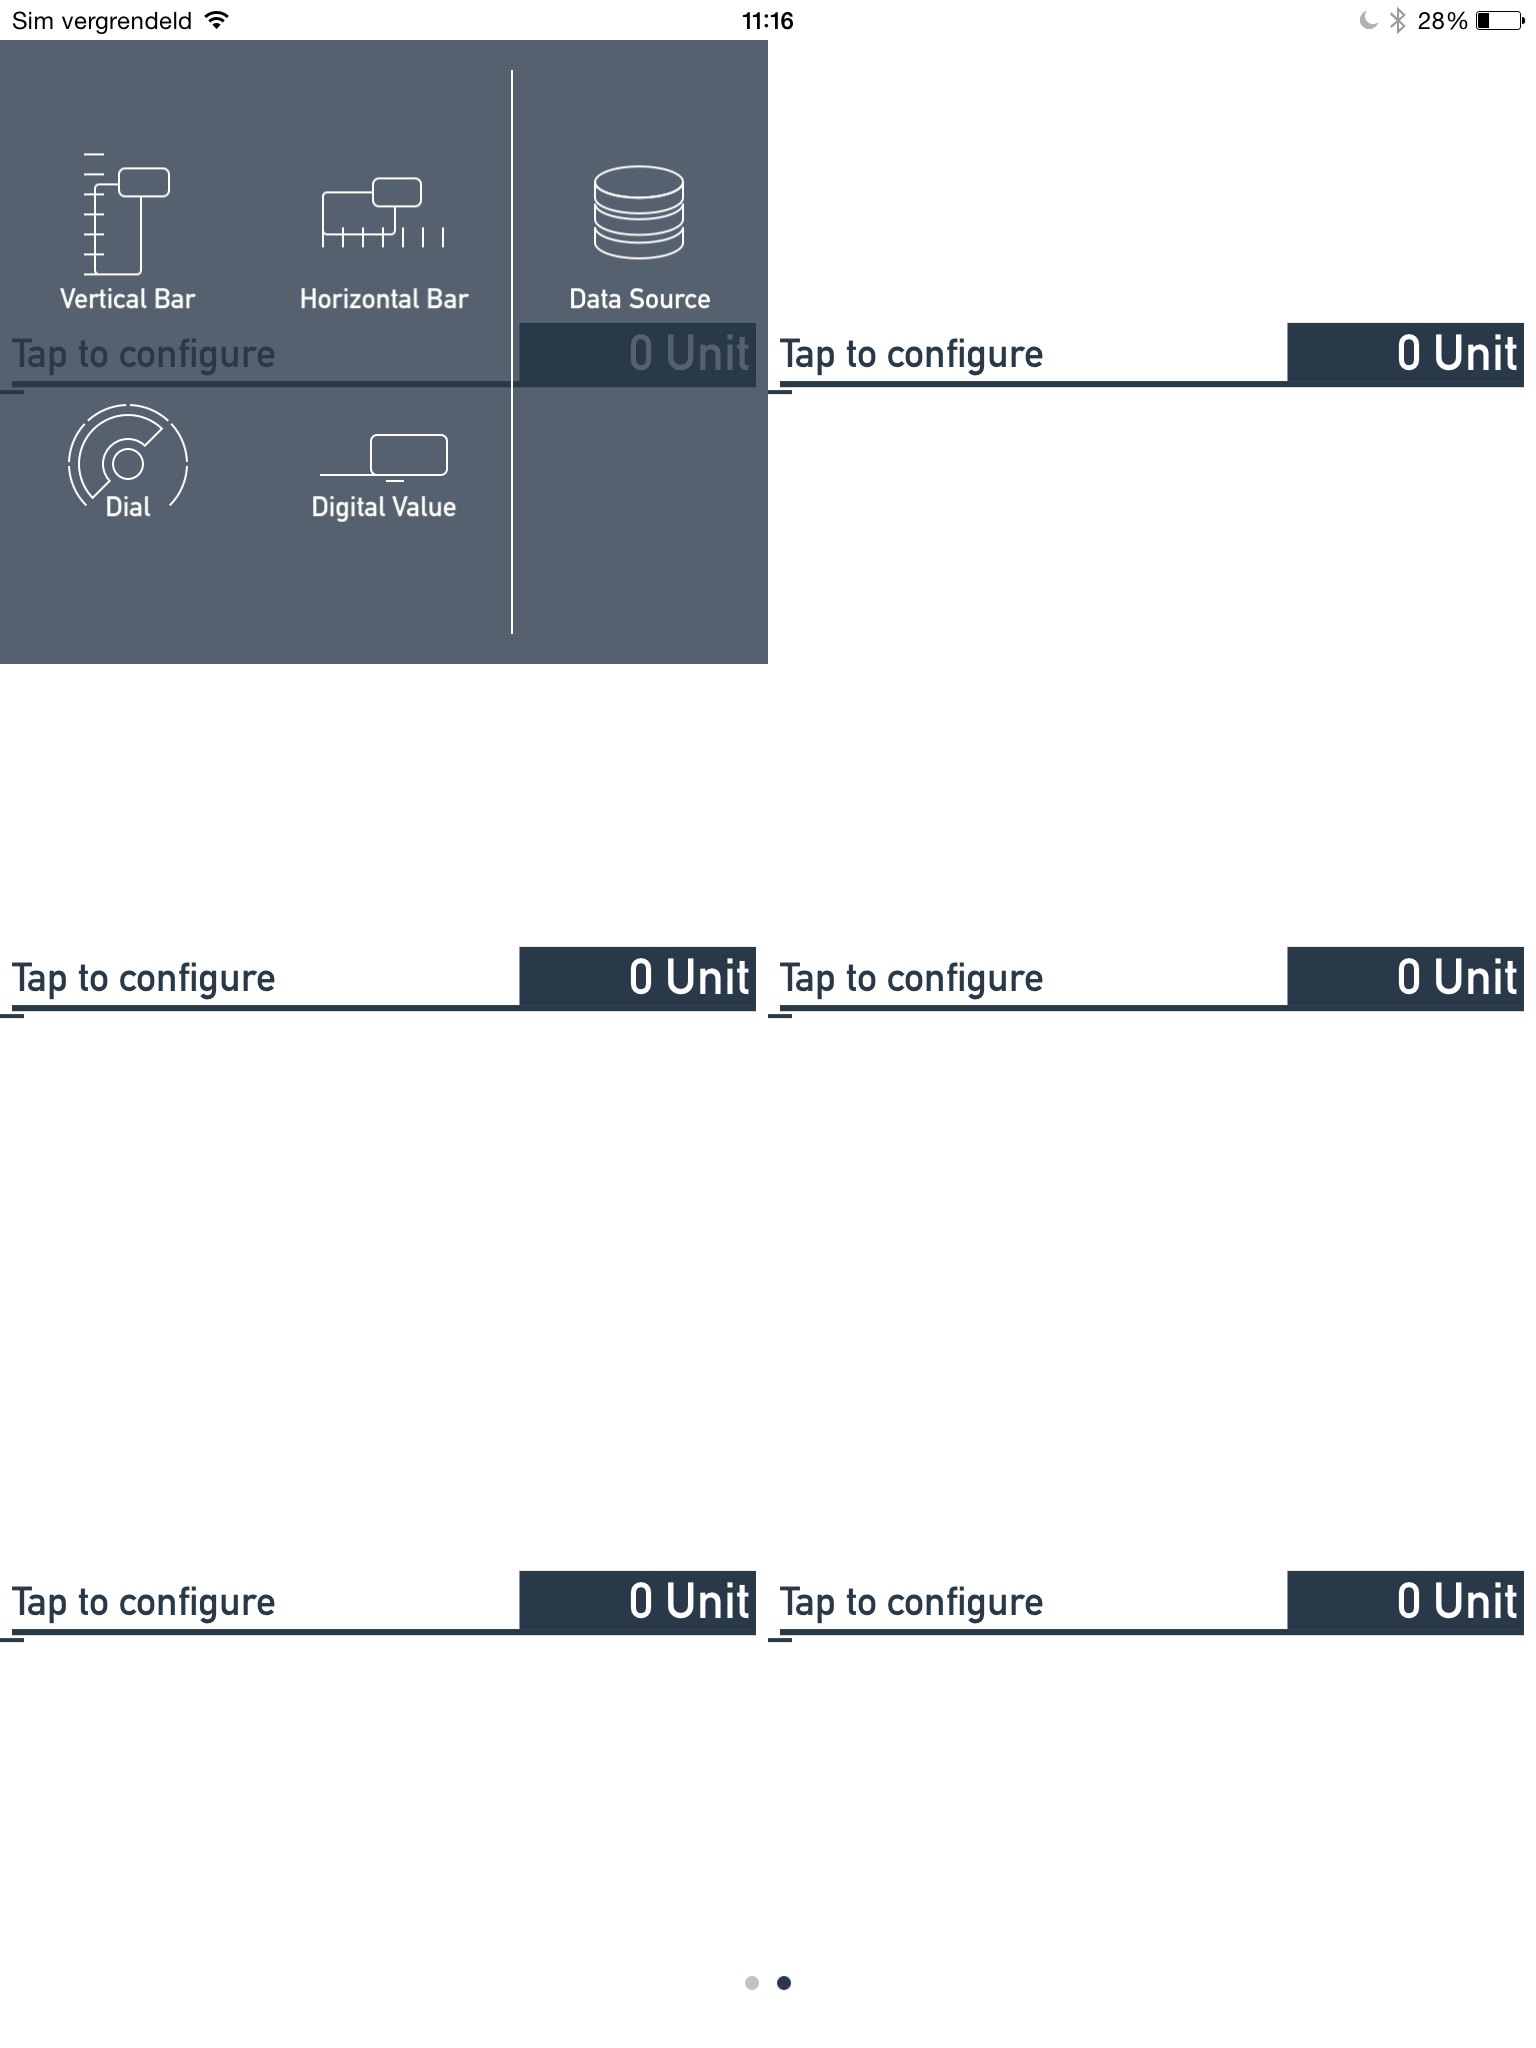 Sim vergrendeld 11:16 28%
Vertical Bar Horizontal Bar Data Source
Tap to configure 0 Unit Tap to configure 0 Unit
Dial Digital Value
Tap to configure 0 Unit Tap to configure 0 Unit
Tap to configure 0 Unit Tap to configure 0 Unit